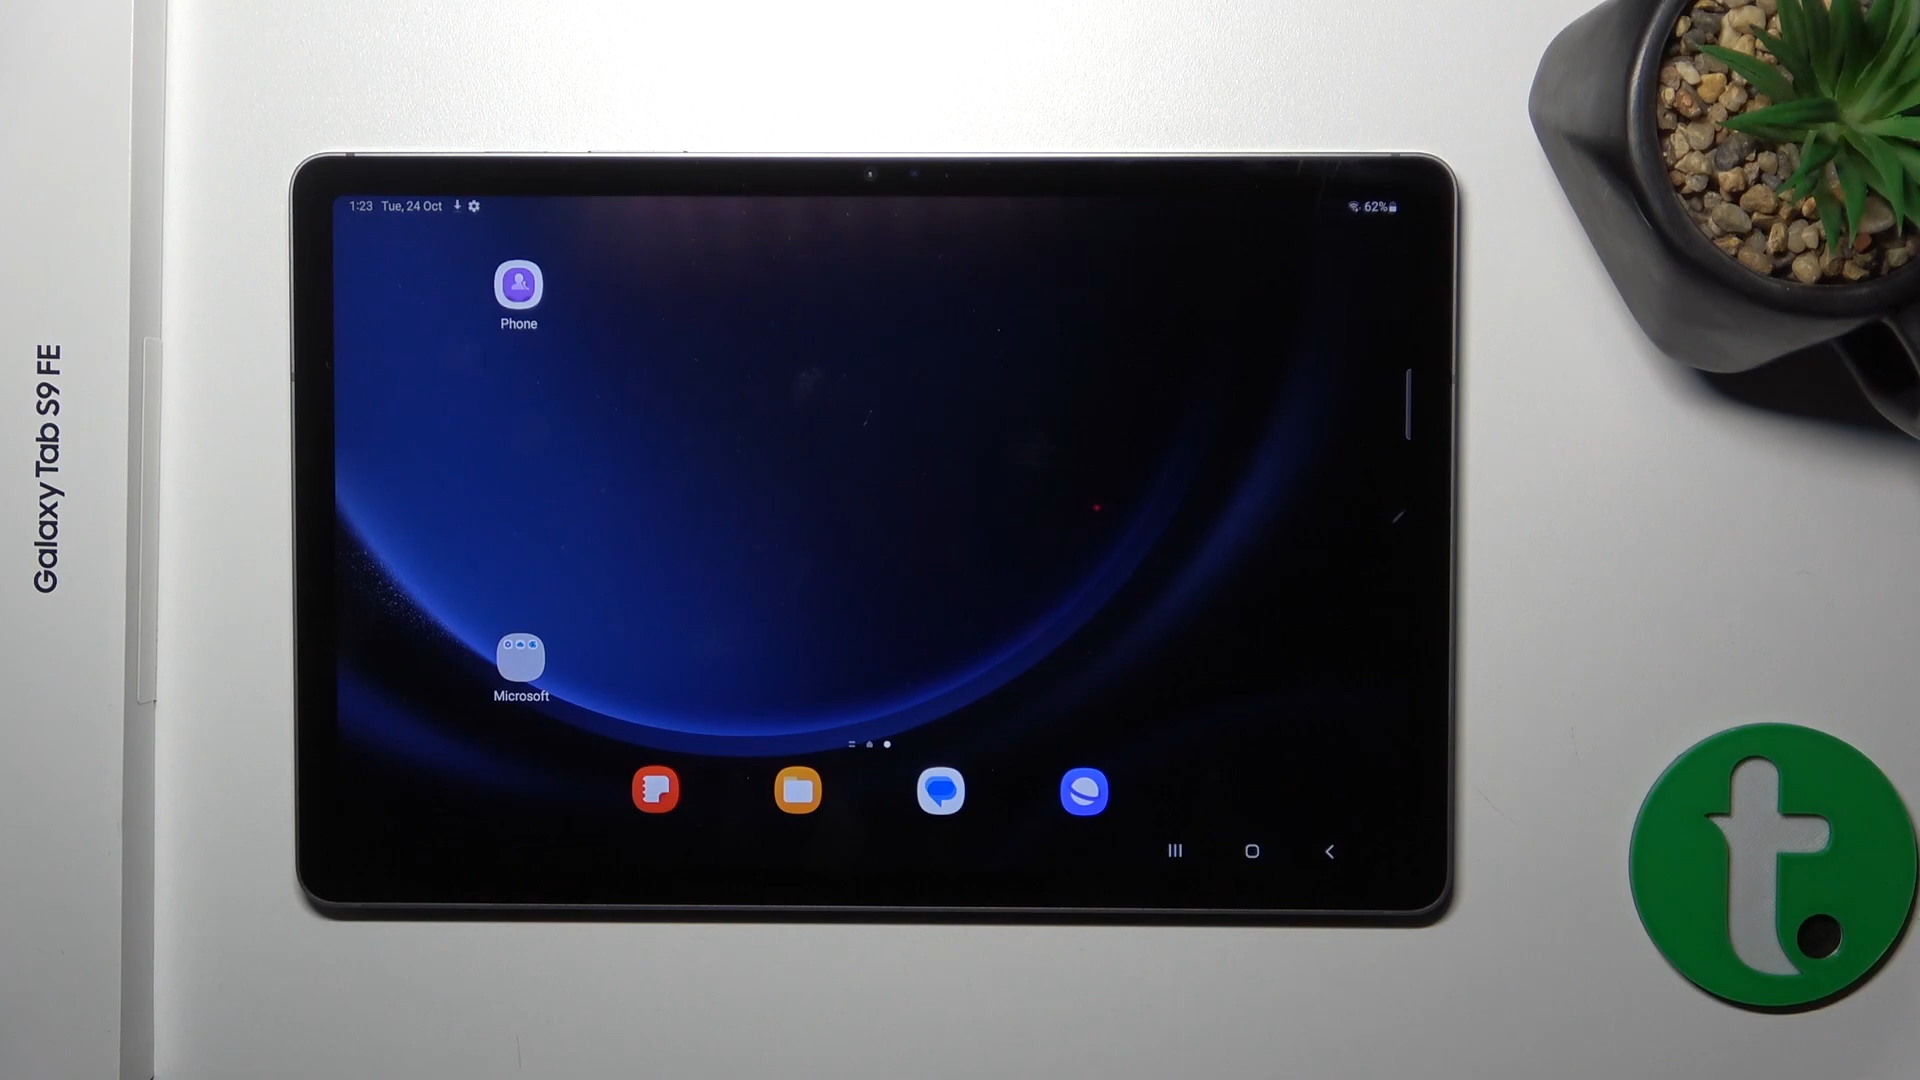 Galaxy Tab S9 FE
1:23 Tue, 24 Oct
62%
Phone
Microsoft
t.